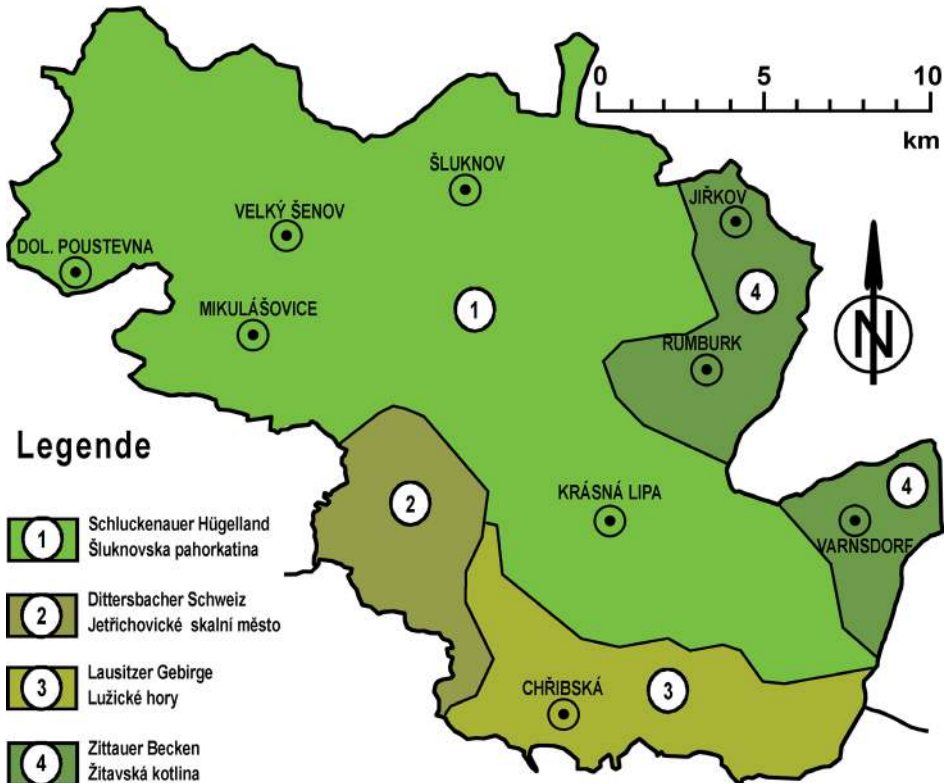 0 5 10
km
ŠLUKNOV
JIŘKOV
VELKÝ ŠENOV
DOL. POUSTEVNA
4
MIKULÁŠOVICE
1
N
RUMBURK
Legende
2
KRÁSNÁ LIPA
4
VARNSDORF
1 Schluckenauer Hügelland
Šluknovska pahorkatina
2 Dittersbacher Schweiz
Jetřichovické skalní město
3 Lausitzer Gebirge
Lužické hory
CHŘIBSKÁ
3
4 Zittauer Becken
Žitavská kotlina